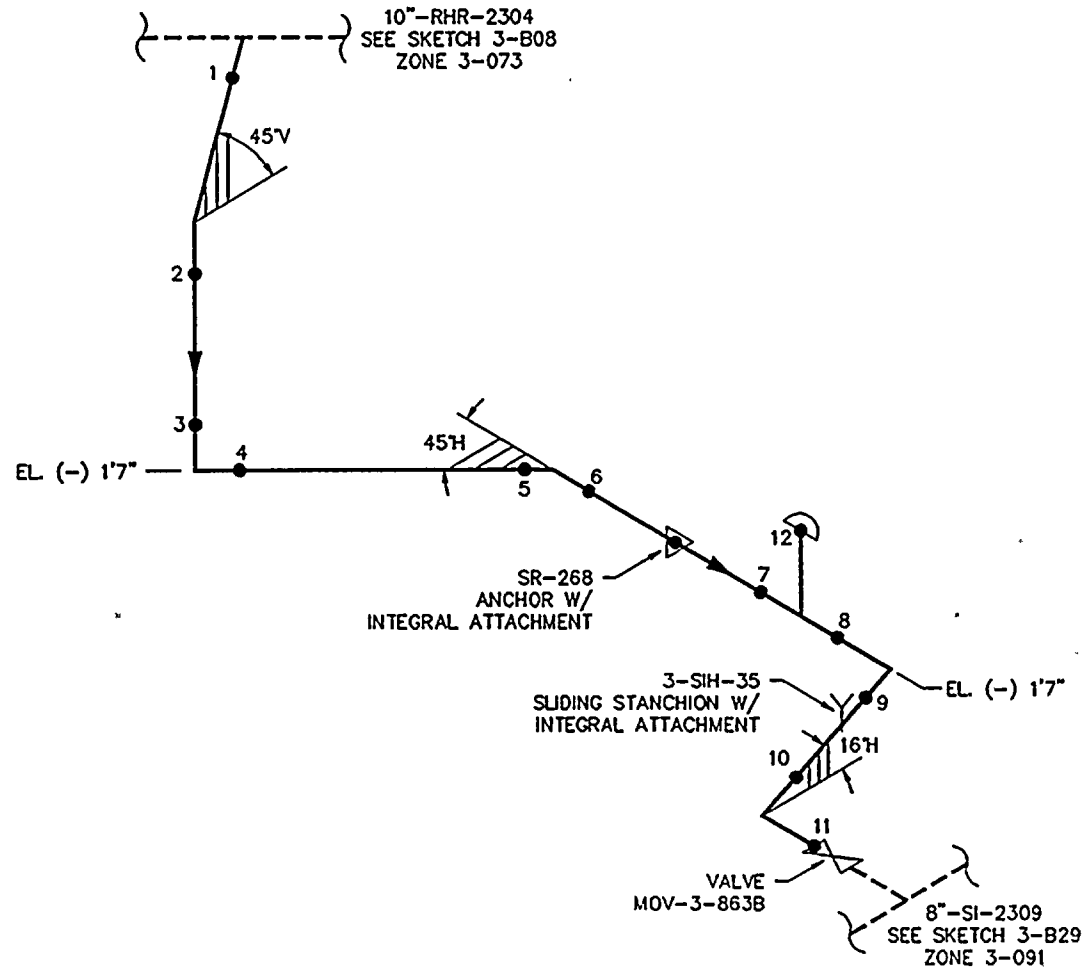 10"-RHR-2304
SEE SKETCH 3-B08
ZONE 3-073
1
45°V
2
3
4
EL. (-) 1'7"
45°H
5
6
12
SR-268
ANCHOR W/
INTEGRAL ATTACHMENT
7
8
3-SIH-35
SLIDING STANCHION W/
INTEGRAL ATTACHMENT
EL. (-) 1'7"
9
16°H
10
11
VALVE
MOV-3-863B
8"-SI-2309
SEE SKETCH 3-B29
ZONE 3-091